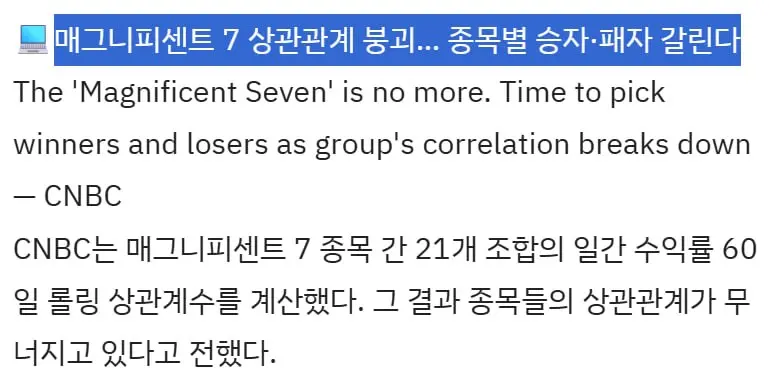 💻매그니피센트 7 상관관계 붕괴... 종목별 승자·패자 갈린다
The 'Magnificent Seven' is no more. Time to pick
winners and losers as group's correlation breaks down
— CNBC
CNBC는 매그니피센트 7 종목 간 21개 조합의 일간 수익률 60
일 롤링 상관계수를 계산했다. 그 결과 종목들의 상관관계가 무
너지고 있다고 전했다.